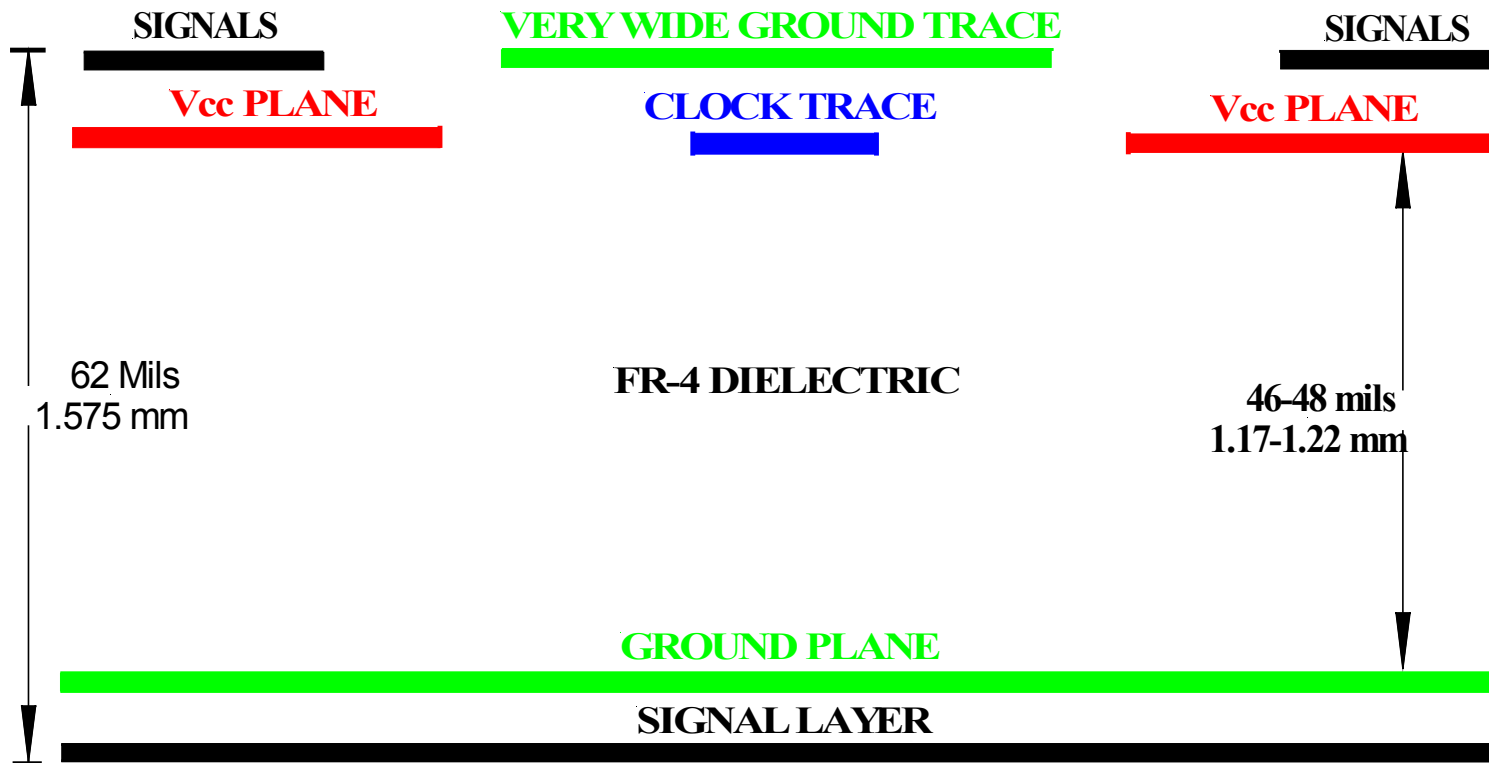 SIGNALS
VERY WIDE GROUND TRACE
SIGNALS
Vcc PLANE
CLOCK TRACE
Vcc PLANE
62 Mils
1.575 mm
FR-4 DIELECTRIC
46-48 mils
1.17-1.22 mm
GROUND PLANE
SIGNAL LAYER